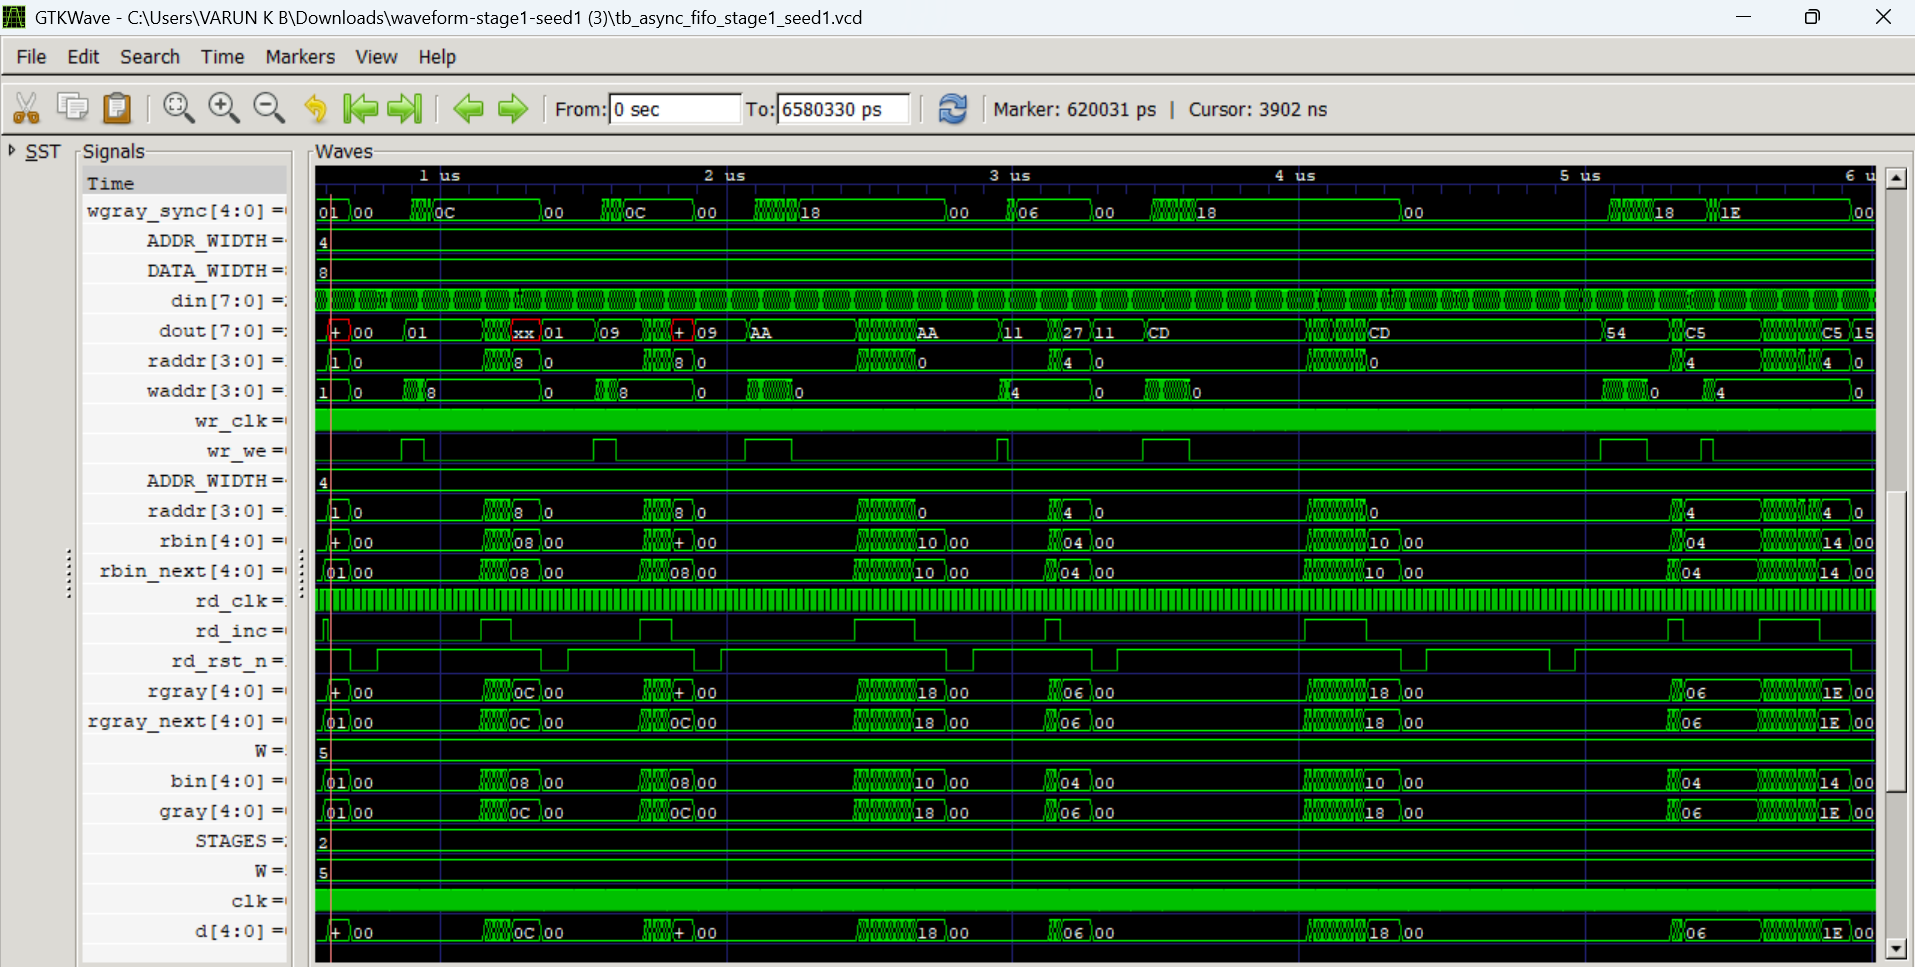 GTKWave - C:\Users\VARUN K B\Downloads\waveform-stage1-seed1 (3)\tb_async_fifo_stage1_seed1.vcd
File Edit Search Time Markers View Help
From: 0 sec To: 6580330 ps Marker: 620031 ps | Cursor: 3902 ns
SST Signals Waves
Time 1 us 2 us 3 us 4 us 5 us 6 u
wgray_sync[4:0] = 01 00 0C 00 0C 00 18 00 06 00 18 00 18 1E 00
ADDR_WIDTH = 4
DATA_WIDTH = 8
din[7:0] =
dout[7:0] = + 00 01 xx 01 09 + 09 AA AA 11 27 11 CD CD 54 C5 C5 15
raddr[3:0] = 1 0 8 0 8 0 0 4 0 0 4 4 0
waddr[3:0] = 1 0 8 0 8 0 0 4 0 0 0 4 0
wr_clk =
wr_we =
ADDR_WIDTH = 4
raddr[3:0] = 1 0 8 0 8 0 0 4 0 0 4 4 0
rbin[4:0] = + 00 08 00 + 00 10 00 04 00 10 00 04 14 00
rbin_next[4:0] = 01 00 08 00 08 00 10 00 04 00 10 00 04 14 00
rd_clk =
rd_inc =
rd_rst_n =
rgray[4:0] = + 00 0C 00 + 00 18 00 06 00 18 00 06 1E 00
rgray_next[4:0] = 01 00 0C 00 0C 00 18 00 06 00 18 00 06 1E 00
W = 5
bin[4:0] = 01 00 08 00 08 00 10 00 04 00 10 00 04 14 00
gray[4:0] = 01 00 0C 00 0C 00 18 00 06 00 18 00 06 1E 00
STAGES = 2
W = 5
clk =
d[4:0] = + 00 0C 00 + 00 18 00 06 00 18 00 06 1E 00